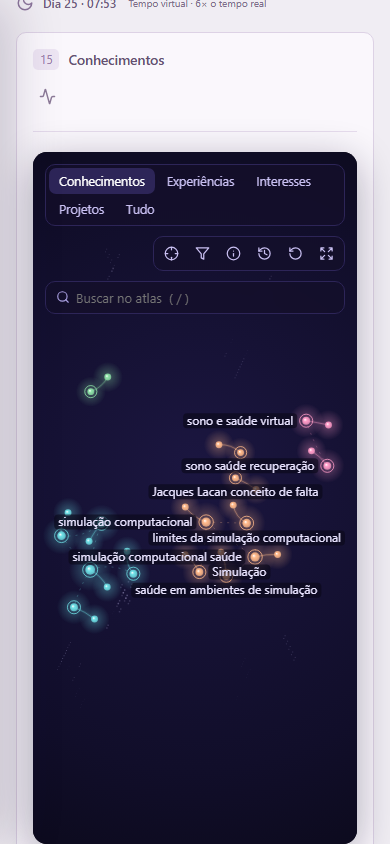 Dia 25 · 07:53 Tempo virtual · 6× o tempo real
15 Conhecimentos
Conhecimentos Experiências Interesses
Projetos Tudo
Buscar no atlas ( / )
sono e saúde virtual
sono saúde recuperação
Jacques Lacan conceito de falta
simulação computacional
limites da simulação computacional
simulação computacional saúde
Simulação
saúde em ambientes de simulação